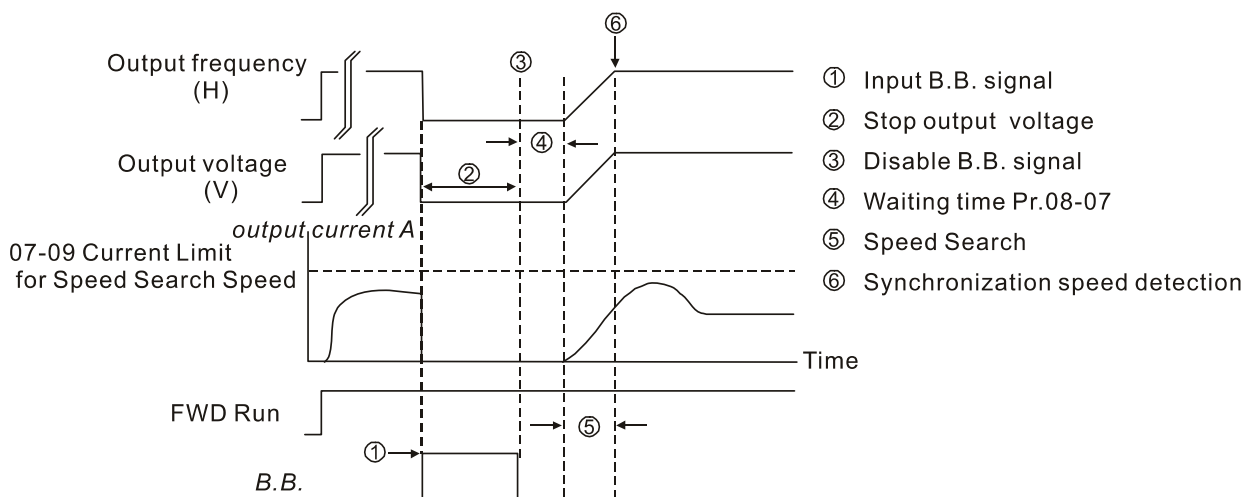 ⑥
Output frequency
(H)
③
① Input B.B. signal
② Stop output voltage
④
Output voltage
(V)
②
③ Disable B.B. signal
④ Waiting time Pr.08-07
output current A
07-09 Current Limit
for Speed Search Speed
⑤ Speed Search
⑥ Synchronization speed detection
Time
FWD Run
⑤
①
B.B.